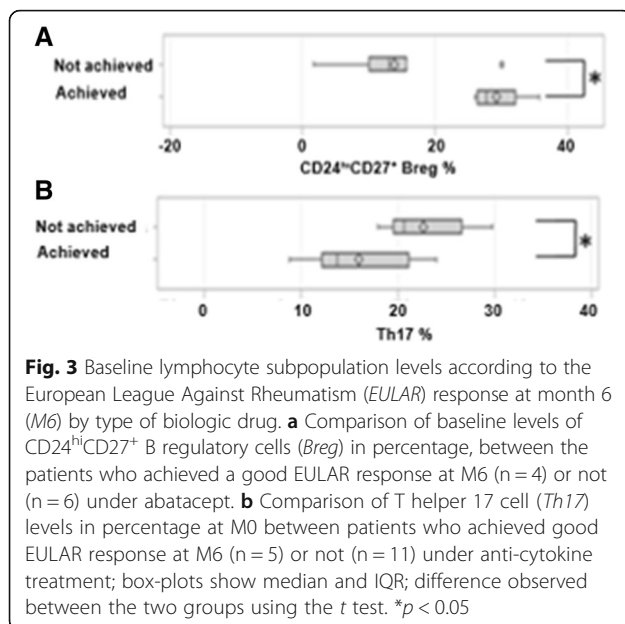 A
Not achieved
Achieved
*
-20 0 20 40
CD24ʰⁱCD27⁺ Breg %
B
Not achieved
Achieved
*
0 10 20 30 40
Th17 %
Fig. 3 Baseline lymphocyte subpopulation levels according to the
European League Against Rheumatism (EULAR) response at month 6
(M6) by type of biologic drug. a Comparison of baseline levels of
CD24ʰⁱCD27⁺ B regulatory cells (Breg) in percentage, between the
patients who achieved a good EULAR response at M6 (n = 4) or not
(n = 6) under abatacept. b Comparison of T helper 17 cell (Th17)
levels in percentage at M0 between patients who achieved good
EULAR response at M6 (n = 5) or not (n = 11) under anti-cytokine
treatment; box-plots show median and IQR; difference observed
between the two groups using the t test. *p < 0.05